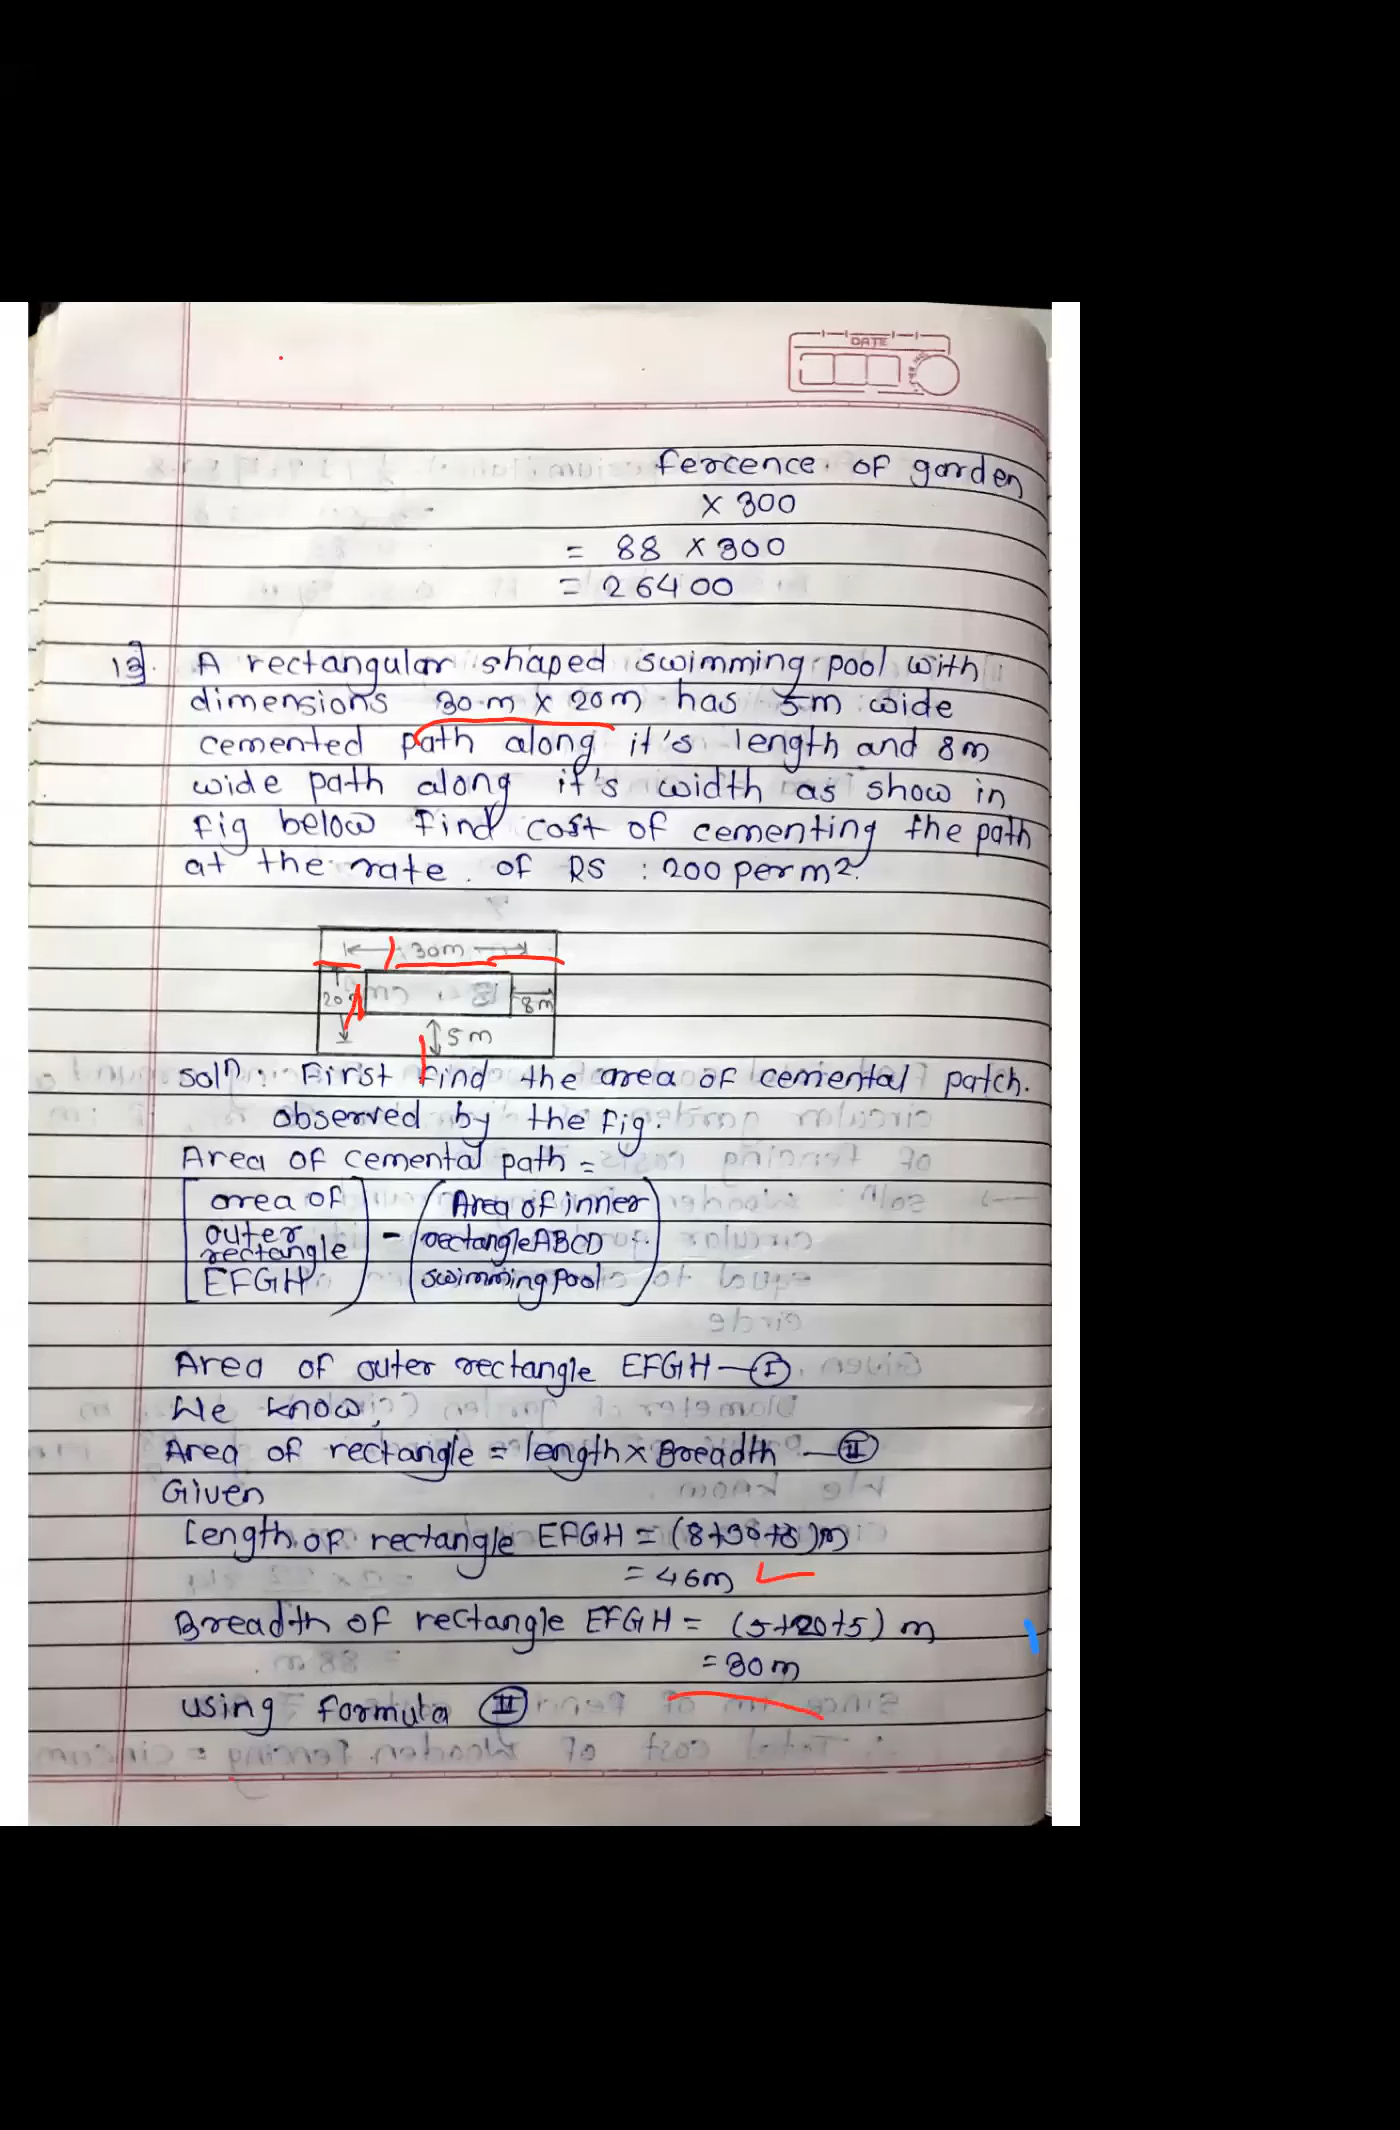 DATE
fercence. of garden
× 300
= 88 × 300
= 26400
13. A rectangular shaped swimming pool with
dimensions 30 m × 20m has 5m wide
cemented path along it's length and 8m
wide path along it's width as show in
fig below find cost of cementing the path
at the rate of RS : 200 per m².
30m
20
8m
5m
solⁿ: First find the area of cemental patch.
observed by the fig.
Area of cemental path =
[area of (Area of inner
outer - rectangle ABCD
rectangle
EFGH) swimming pool)
Area of outer rectangle EFGH — Ⓘ
We know,
Area of rectangle = length × Breadth — Ⅱ
Given
Length of rectangle EFGH = (8+30+8)m
= 46m
Breadth of rectangle EFGH = (5+20+5) m
= 30 m
using formula Ⅱ